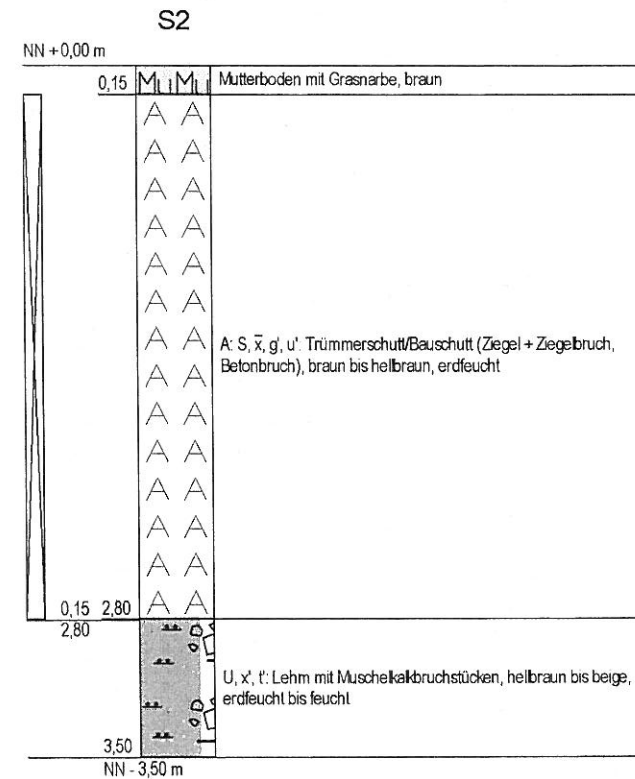 S2
NN +0,00 m
0,15 Mu Mu Mutterboden mit Grasnarbe, braun
A A
A A
A A
A A
A A
A A
A A
A A
A A
A A
A A
A A
A A
A A
A: S, x̄, g', u': Trümmerschutt/Bauschutt (Ziegel + Ziegelbruch,
Betonbruch), braun bis hellbraun, erdfeucht
0,15 2,80
2,80
U, x', t': Lehm mit Muschelkalkbruchstücken, hellbraun bis beige,
erdfeucht bis feucht
3,50
NN - 3,50 m